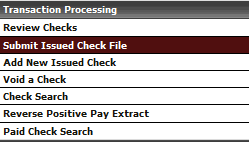 Transaction Processing
Review Checks
Submit Issued Check File
Add New Issued Check
Void a Check
Check Search
Reverse Positive Pay Extract
Paid Check Search